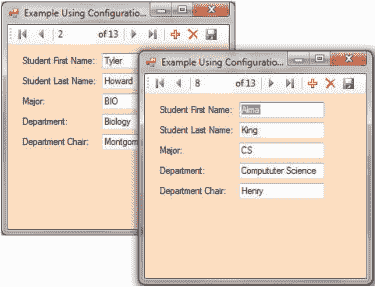 Example Using Configuratio...
2 of 13
Student First Name: Tyler
Student Last Name: Howard
Major: BIO
Department: Biology
Department Chair: Montgom
Example Using Configuratio...
8 of 13
Student First Name: Alma
Student Last Name: King
Major: CS
Department: Compututer Science
Department Chair: Henry